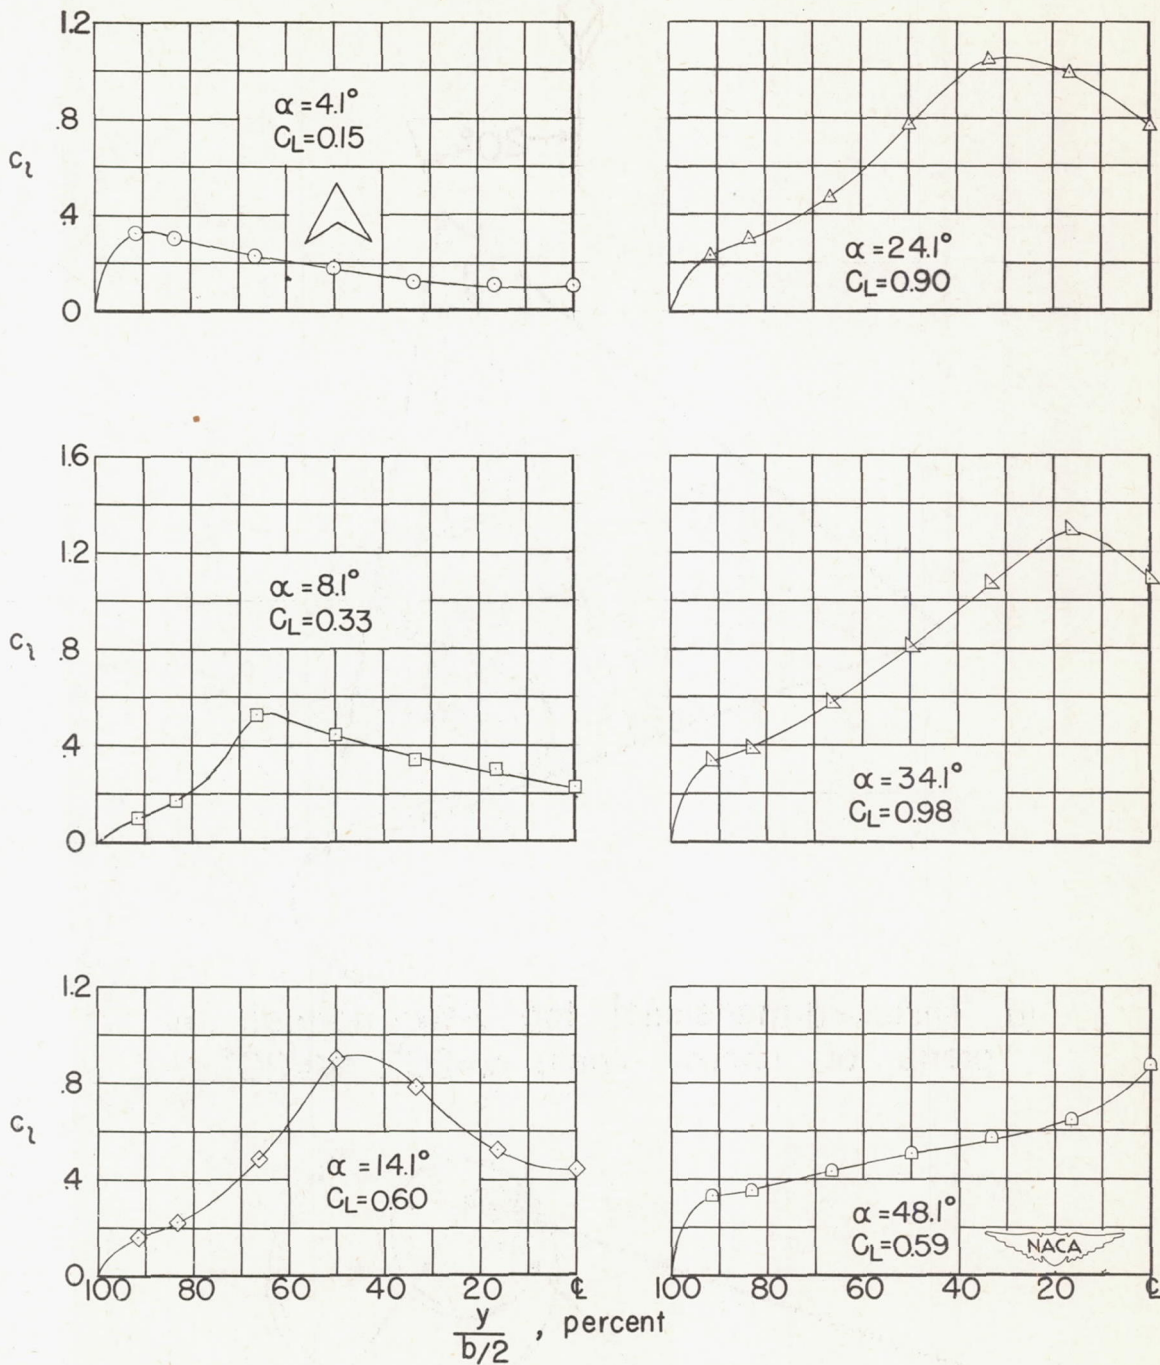 1.2
.8
.4
0
c_l
α = 4.1°
C_L=0.15
α = 24.1°
C_L=0.90
1.6
1.2
.8
.4
0
c_l
α = 8.1°
C_L=0.33
α = 34.1°
C_L=0.98
1.2
.8
.4
0
c_l
α = 14.1°
C_L=0.60
α = 48.1°
C_L=0.59
NACA
100 80 60 40 20 ℄
100 80 60 40 20 ℄
y
b/2 , percent